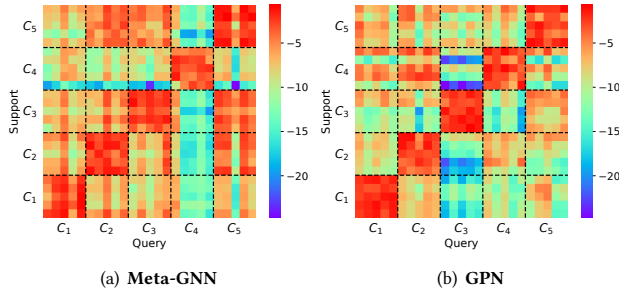 C5
C4
C3
C2
C1
Support
C1 C2 C3 C4 C5
Query
−5
−10
−15
−20
(a) Meta-GNN
C5
C4
C3
C2
C1
Support
C1 C2 C3 C4 C5
Query
−5
−10
−15
−20
(b) GPN